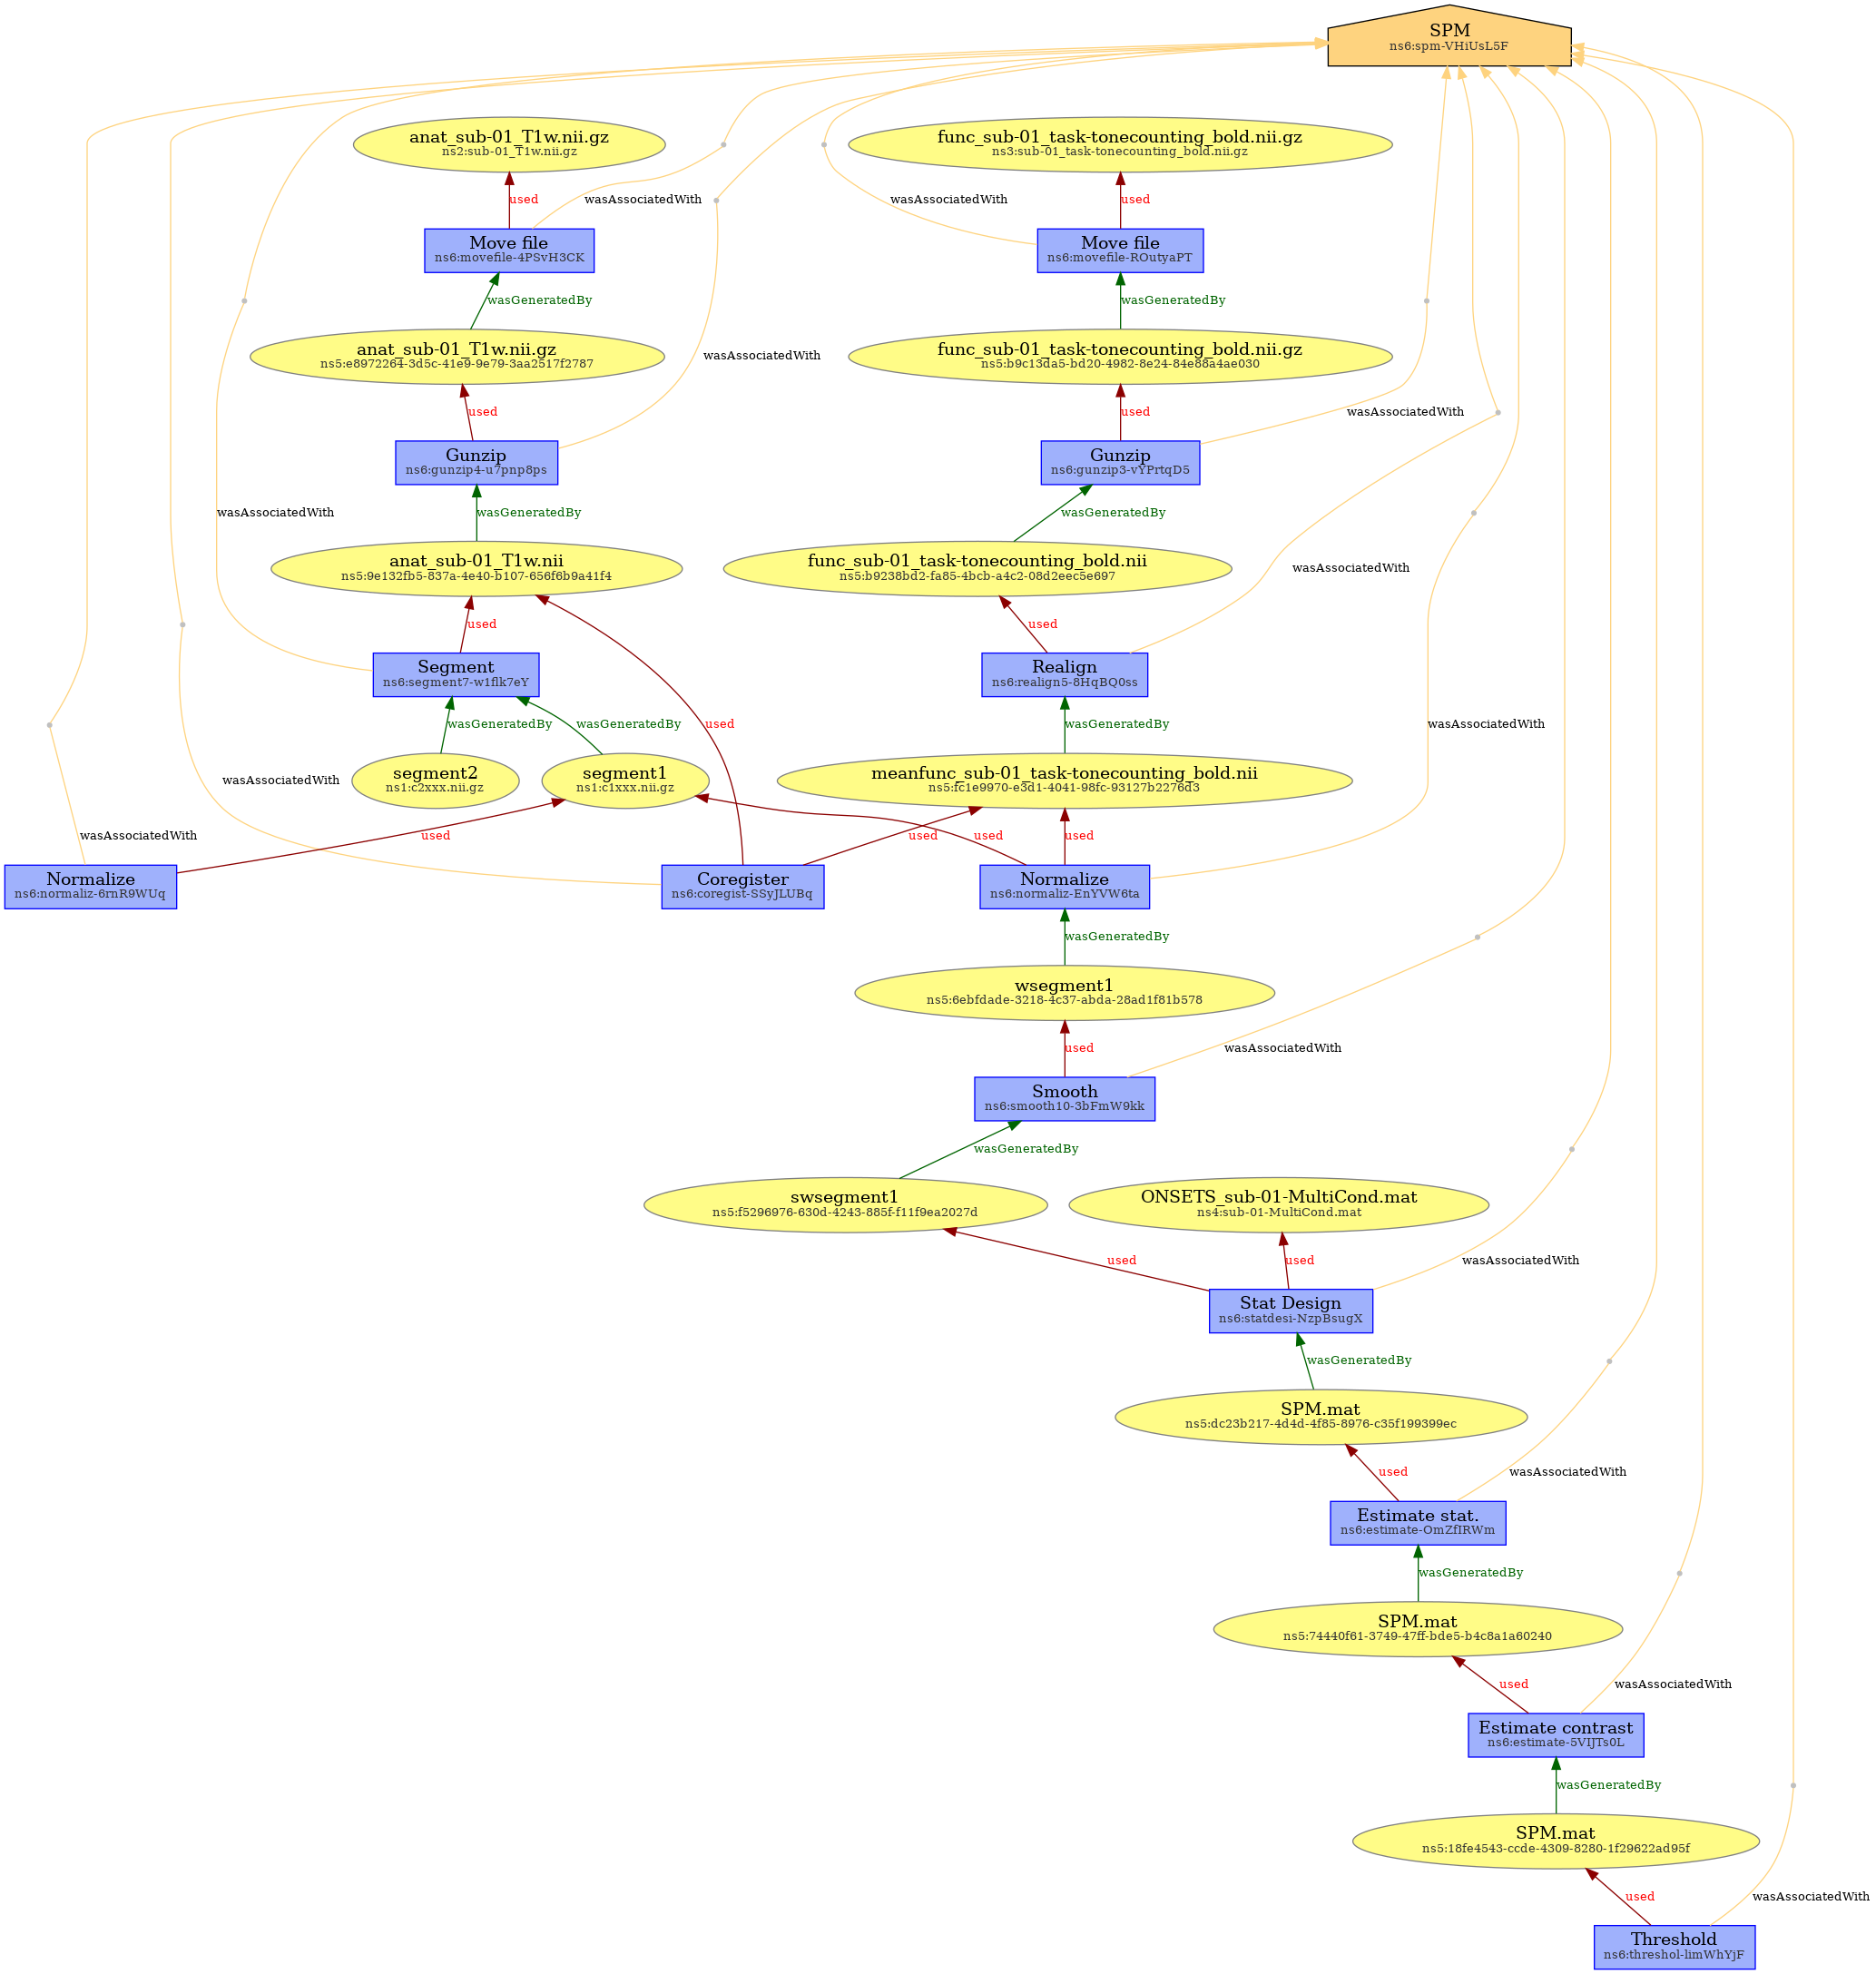 SPM
ns6:spm-VHiUsL5F
anat_sub-01_T1w.nii.gz
ns2:sub-01_T1w.nii.gz
func_sub-01_task-tonecounting_bold.nii.gz
ns3:sub-01_task-tonecounting_bold.nii.gz
used
wasAssociatedWith
wasAssociatedWith
used
Move file
ns6:movefile-4PSvH3CK
Move file
ns6:movefile-ROutyaPT
wasGeneratedBy
wasGeneratedBy
anat_sub-01_T1w.nii.gz
ns5:e8972264-3d5c-41e9-9e79-3aa2517f2787
wasAssociatedWith
func_sub-01_task-tonecounting_bold.nii.gz
ns5:b9c13da5-bd20-4982-8e24-84e88a4ae030
used
used
wasAssociatedWith
Gunzip
ns6:gunzip4-u7pnp8ps
Gunzip
ns6:gunzip3-vYPrtqD5
wasAssociatedWith
wasGeneratedBy
wasGeneratedBy
anat_sub-01_T1w.nii
ns5:9e132fb5-837a-4e40-b107-656f6b9a41f4
func_sub-01_task-tonecounting_bold.nii
ns5:b9238bd2-fa85-4bcb-a4c2-08d2eec5e697
wasAssociatedWith
used
used
Segment
ns6:segment7-w1flk7eY
Realign
ns6:realign5-8HqBQ0ss
wasGeneratedBy
wasGeneratedBy
used
wasGeneratedBy
wasAssociatedWith
segment2
ns1:c2xxx.nii.gz
segment1
ns1:c1xxx.nii.gz
meanfunc_sub-01_task-tonecounting_bold.nii
ns5:fc1e9970-e3d1-4041-98fc-93127b2276d3
wasAssociatedWith
wasAssociatedWith
used
used
used
used
Normalize
ns6:normaliz-6rnR9WUq
Coregister
ns6:coregist-SSyJLUBq
Normalize
ns6:normaliz-EnYVW6ta
wasGeneratedBy
wsegment1
ns5:6ebfdade-3218-4c37-abda-28ad1f81b578
used
wasAssociatedWith
Smooth
ns6:smooth10-3bFmW9kk
wasGeneratedBy
swsegment1
ns5:f5296976-630d-4243-885f-f11f9ea2027d
ONSETS_sub-01-MultiCond.mat
ns4:sub-01-MultiCond.mat
used
used
wasAssociatedWith
Stat Design
ns6:statdesi-NzpBsugX
wasGeneratedBy
SPM.mat
ns5:dc23b217-4d4d-4f85-8976-c35f199399ec
used
wasAssociatedWith
Estimate stat.
ns6:estimate-OmZfIRWm
wasGeneratedBy
SPM.mat
ns5:74440f61-3749-47ff-bde5-b4c8a1a60240
used
wasAssociatedWith
Estimate contrast
ns6:estimate-5VIJTs0L
wasGeneratedBy
SPM.mat
ns5:18fe4543-ccde-4309-8280-1f29622ad95f
used
wasAssociatedWith
Threshold
ns6:threshol-limWhYjF